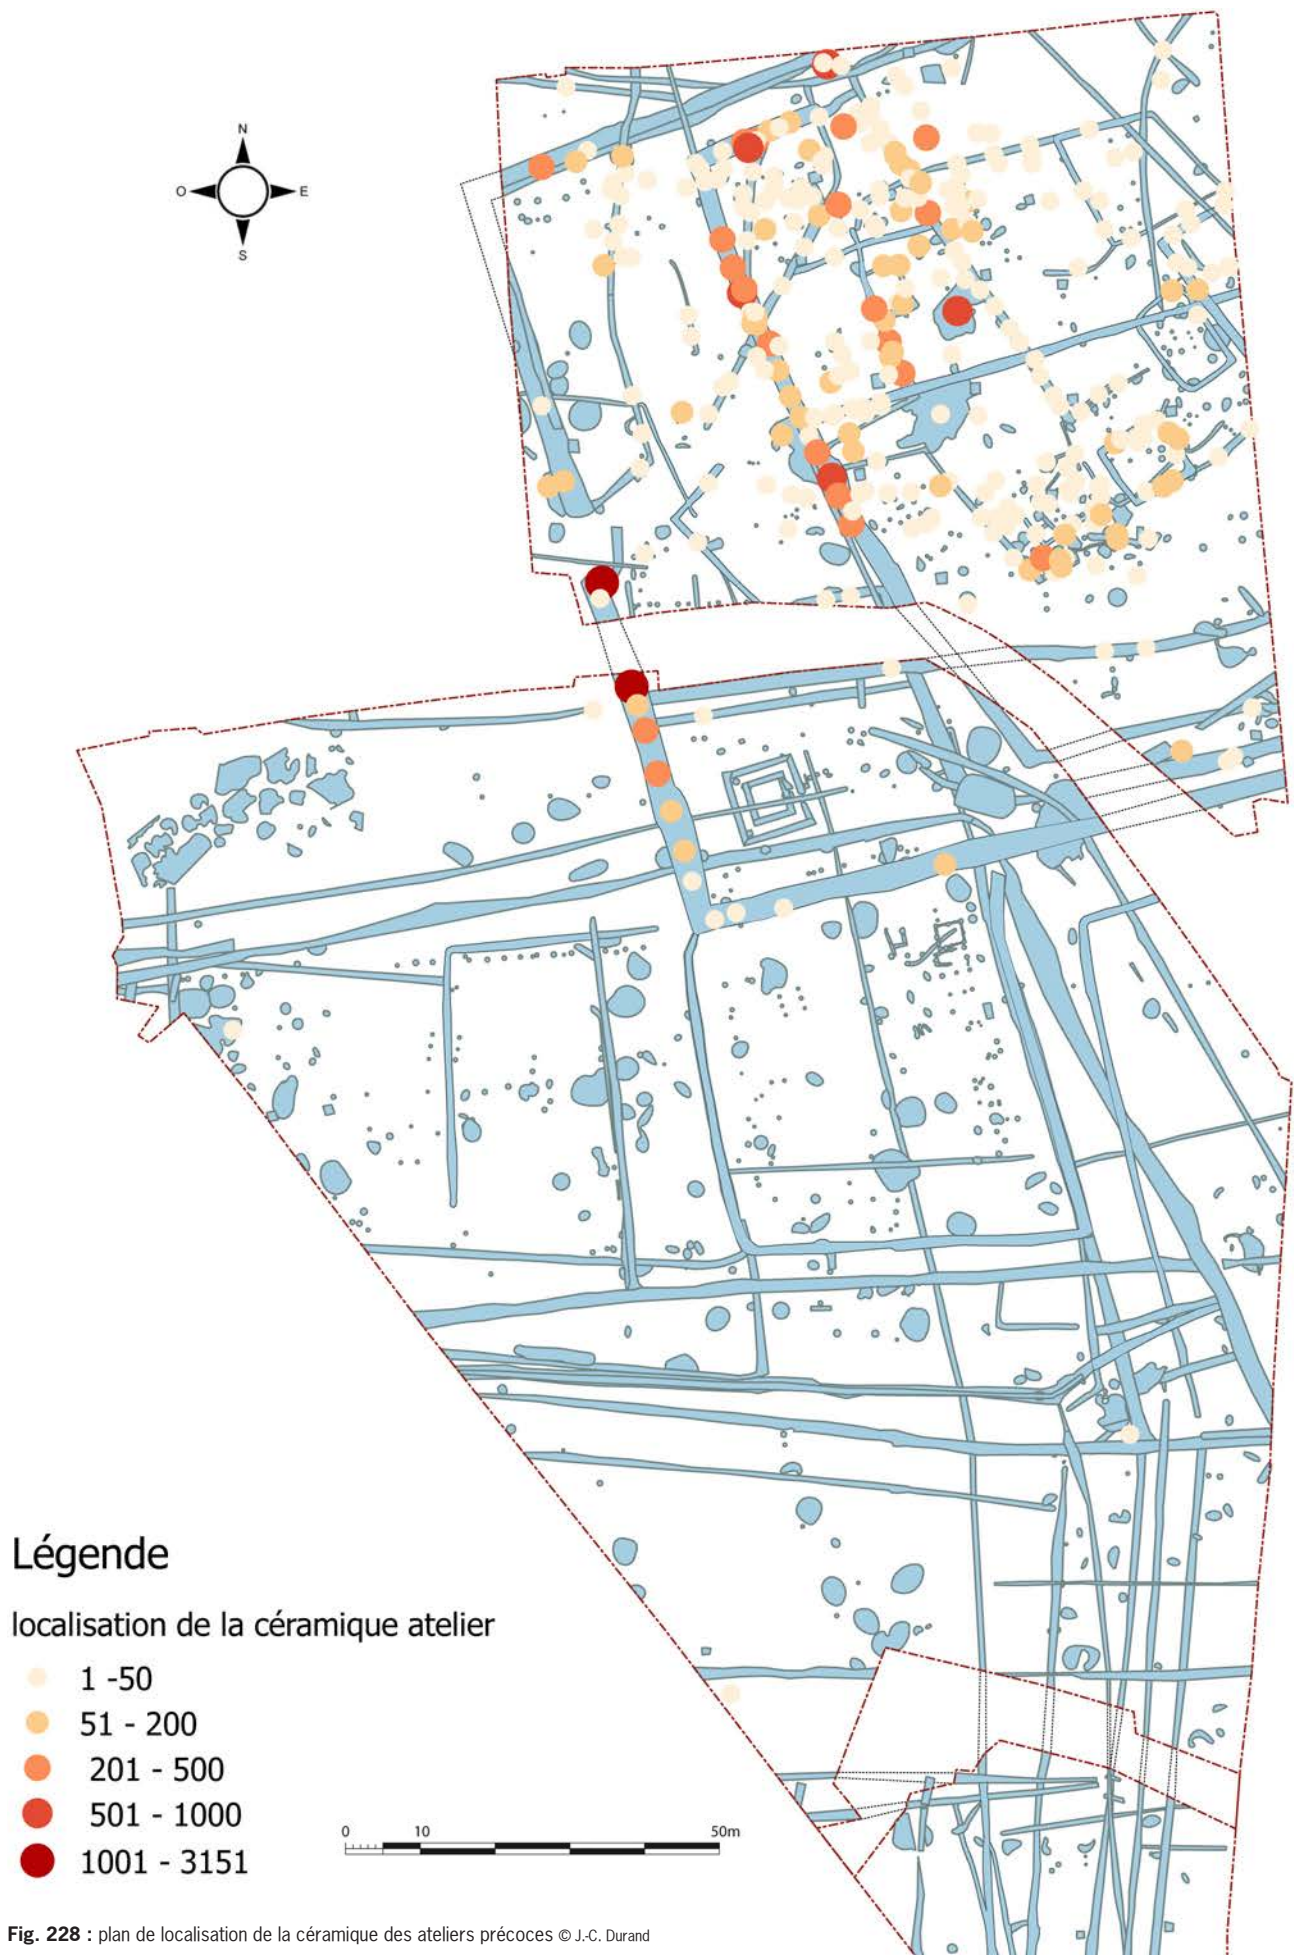 N
O
E
S
Légende
localisation de la céramique atelier
1 -50
51 - 200
201 - 500
501 - 1000
1001 - 3151
0 10 50m
Fig. 228 : plan de localisation de la céramique des ateliers précoces © J.-C. Durand